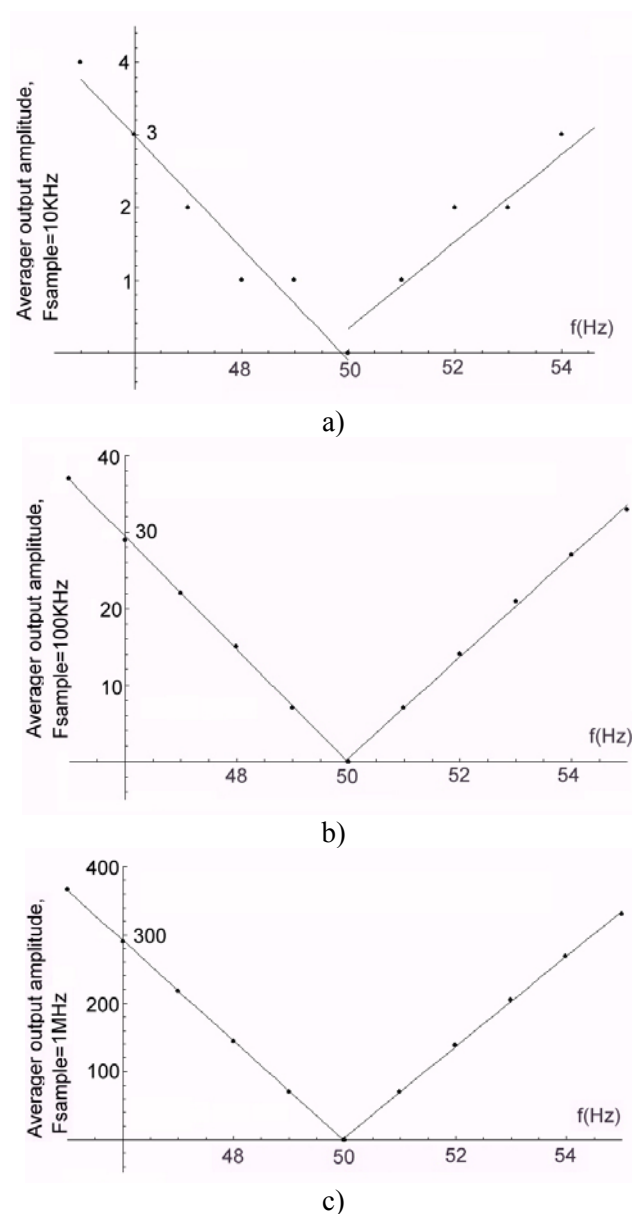 Averager output amplitude,
Fsample=10KHz
4
3
2
1
f(Hz)
48
50
52
54
a)
Averager output amplitude,
Fsample=100KHz
40
30
20
10
f(Hz)
48
50
52
54
b)
Averager output amplitude,
Fsample=1MHz
400
300
200
100
f(Hz)
48
50
52
54
c)